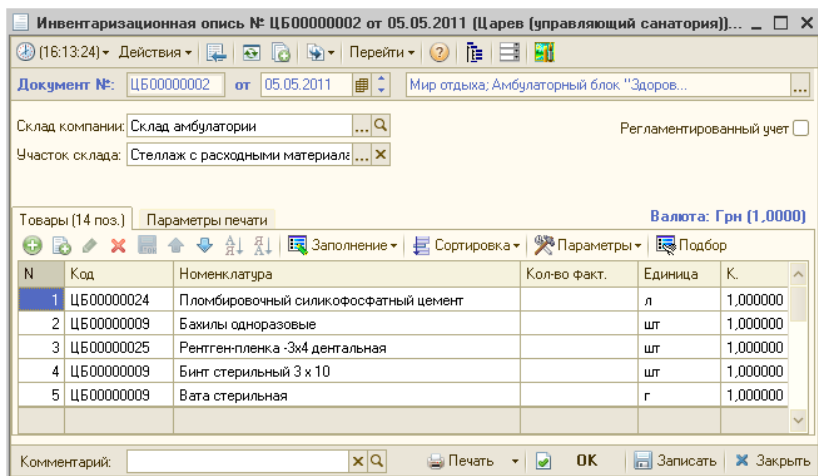 Инвентаризационная опись № ЦБ00000002 от 05.05.2011 (Царев (управляющий санатория))...
(16:13:24) Действия Перейти
Документ №: ЦБ00000002 от 05.05.2011 Мир отдыха; Амбулаторный блок "Здоров... ...
Склад компании: Склад амбулатории ... Регламентированный учет
Участок склада: Стеллаж с расходными материала ...
Товары (14 поз.) Параметры печати Валюта: Грн (1,0000)
Заполнение Сортировка Параметры Подбор
N Код Номенклатура Кол-во факт. Единица К.
1 ЦБ00000024 Пломбировочный силикофосфатный цемент л 1,000000
2 ЦБ00000009 Бахилы одноразовые шт 1,000000
3 ЦБ00000025 Рентген-пленка -3х4 дентальная шт 1,000000
4 ЦБ00000009 Бинт стерильный 3 х 10 шт 1,000000
5 ЦБ00000009 Вата стерильная г 1,000000
Комментарий: Печать OK Записать Закрыть